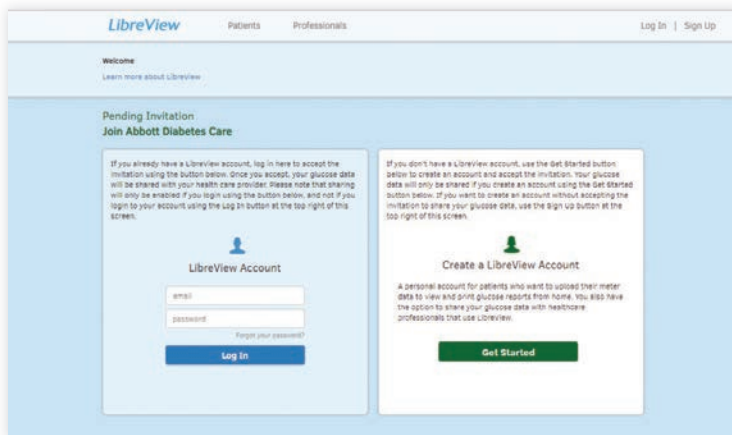 LibreView Patients Professionals Log In | Sign Up
Welcome
Learn more about LibreView
Pending Invitation
Join Abbott Diabetes Care
If you already have a LibreView account, log in here to accept the
invitation using the button below. Once you accept, your glucose data
will be shared with your health care provider. Please note that sharing
will only be enabled if you login using the button below, and not if you
login to your account using the Log In button at the top right of this
screen.
LibreView Account
email
password
Forgot your password?
Log In
If you don't have a LibreView account, use the Get Started button
below to create an account and accept the invitation. Your glucose
data will only be shared if you create an account using the Get Started
button below. If you want to create an account without accepting the
invitation to share your glucose data, use the Sign Up button at the
top right of this screen.
Create a LibreView Account
A personal account for patients who want to upload their meter
data to view and print glucose reports from home. You also have
the option to share your glucose data with healthcare
professionals that use LibreView.
Get Started